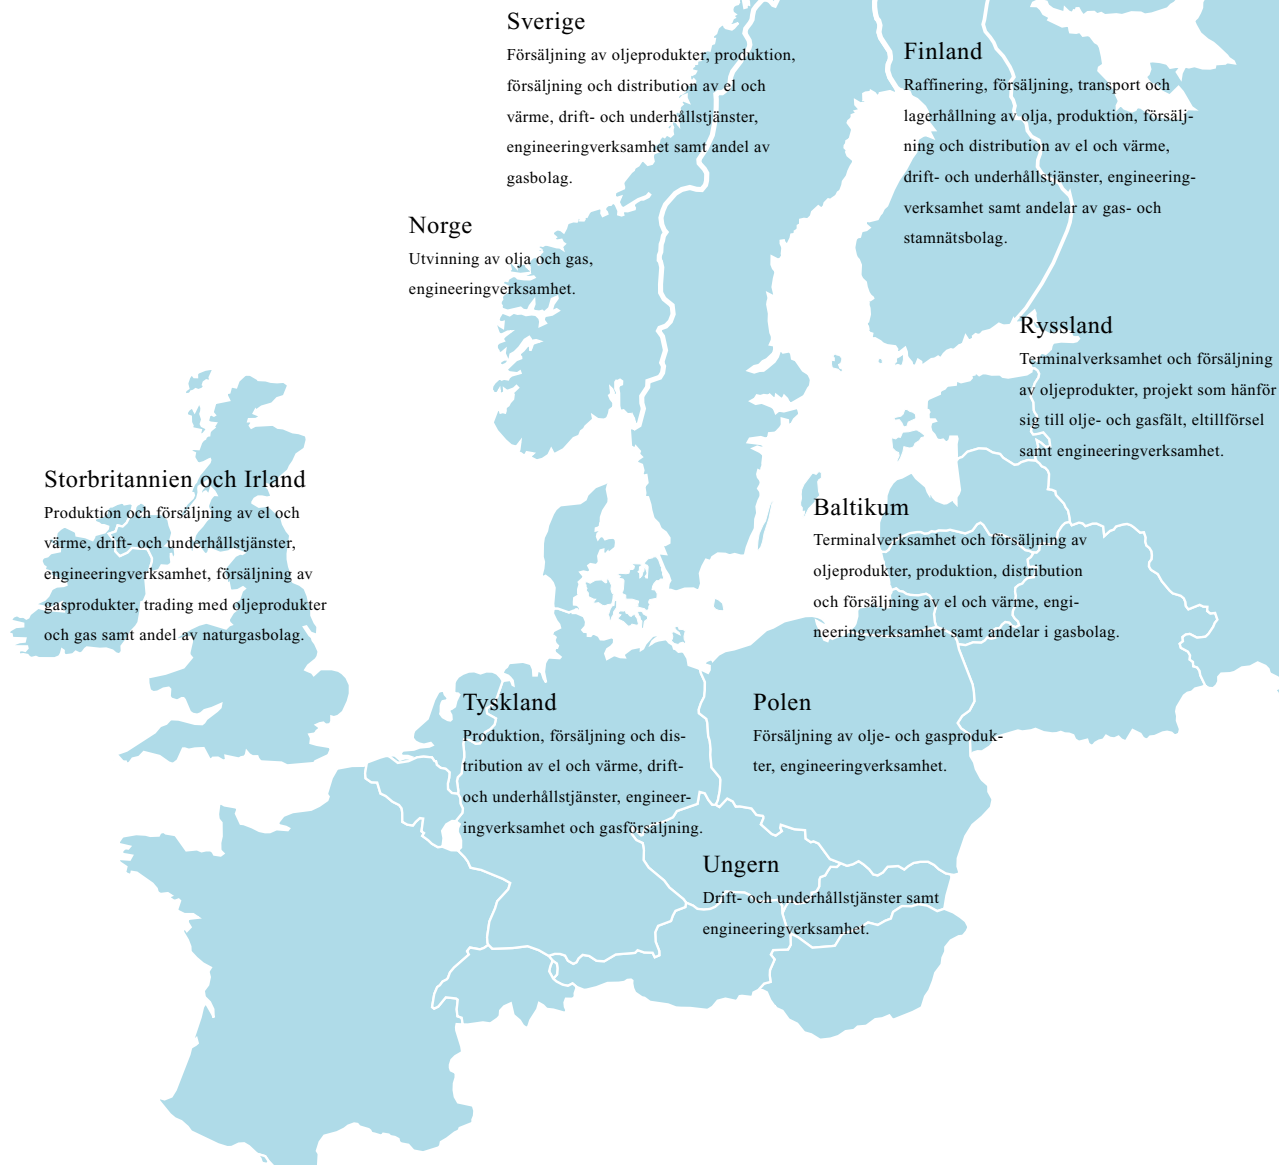 Sverige
Försäljning av oljeprodukter, produktion,
försäljning och distribution av el och
värme, drift- och underhållstjänster,
engineeringverksamhet samt andel av
gasbolag.
Finland
Raffinering, försäljning, transport och
lagerhållning av olja, produktion, försälj-
ning och distribution av el och värme,
drift- och underhållstjänster, engineering-
verksamhet samt andelar av gas- och
stamnätsbolag.
Norge
Utvinning av olja och gas,
engineeringverksamhet.
Ryssland
Terminalverksamhet och försäljning
av oljeprodukter, projekt som hänför
sig till olje- och gasfält, eltillförsel
samt engineeringverksamhet.
Storbritannien och Irland
Produktion och försäljning av el och
värme, drift- och underhållstjänster,
engineeringverksamhet, försäljning av
gasprodukter, trading med oljeprodukter
och gas samt andel av naturgasbolag.
Baltikum
Terminalverksamhet och försäljning av
oljeprodukter, produktion, distribution
och försäljning av el och värme, engi-
neeringverksamhet samt andelar i gasbolag.
Tyskland
Produktion, försäljning och dis-
tribution av el och värme, drift-
och underhållstjänster, engineer-
ingverksamhet och gasförsäljning.
Polen
Försäljning av olje- och gasproduk-
ter, engineeringverksamhet.
Ungern
Drift- och underhållstjänster samt
engineeringverksamhet.